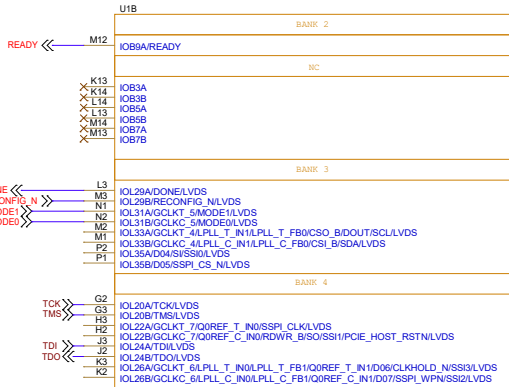 U1B
BANK 2
READY M12 IOB9A/READY
NC
K13 IOB3A
K14 IOB3B
L14 IOB5A
L13 IOB5B
M14 IOB7A
M13 IOB7B
BANK 3
NE L3 IOL29A/DONE/LVDS
ONFIG_N M3 IOL29B/RECONFIG_N/LVDS
ODE1 N1 IOL31A/GCLKT_5/MODE1/LVDS
ODE0 N2 IOL31B/GCLKC_5/MODE0/LVDS
M2 IOL33A/GCLKT_4/LPLL_T_IN1/LPLL_T_FB0/CSO_B/DOUT/SCL/LVDS
M1 IOL33B/GCLKC_4/LPLL_C_IN1/LPLL_C_FB0/CSI_B/SDA/LVDS
P2 IOL35A/D04/SI/SSI0/LVDS
P1 IOL35B/D05/SSPI_CS_N/LVDS
BANK 4
TCK G2 IOL20A/TCK/LVDS
TMS G3 IOL20B/TMS/LVDS
H3 IOL22A/GCLKT_7/Q0REF_T_IN0/SSPI_CLK/LVDS
H2 IOL22B/GCLKC_7/Q0REF_C_IN0/RDWR_B/SO/SSI1/PCIE_HOST_RSTN/LVDS
TDI J3 IOL24A/TDI/LVDS
TDO J2 IOL24B/TDO/LVDS
K3 IOL26A/GCLKT_6/LPLL_T_IN0/LPLL_T_FB1/Q0REF_T_IN1/D06/CLKHOLD_N/SSI3/LVDS
K2 IOL26B/GCLKC_6/LPLL_C_IN0/LPLL_C_FB1/Q0REF_C_IN1/D07/SSPI_WPN/SSI2/LVDS